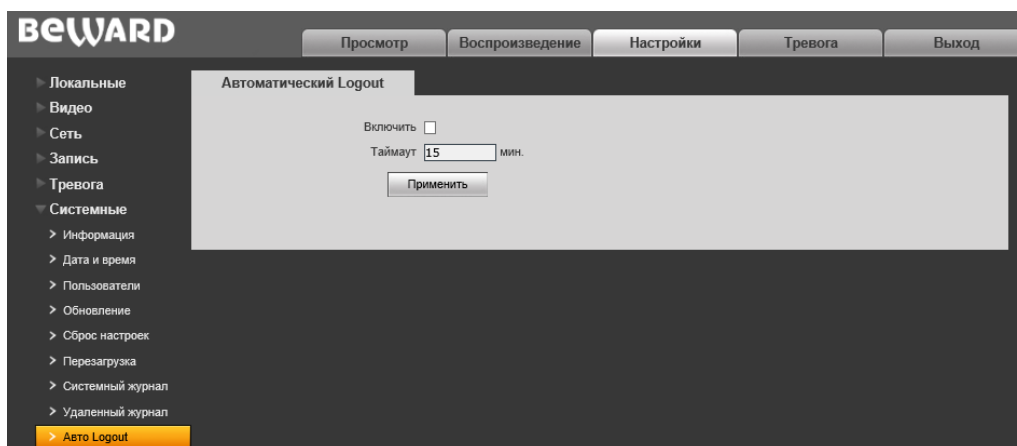 BEWARD
Просмотр Воспроизведение Настройки Тревога Выход
Локальные
Видео
Сеть
Запись
Тревога
Системные
Информация
Дата и время
Пользователи
Обновление
Сброс настроек
Перезагрузка
Системный журнал
Удаленный журнал
Авто Logout
Автоматический Logout
Включить
Таймаут 15 мин.
Применить